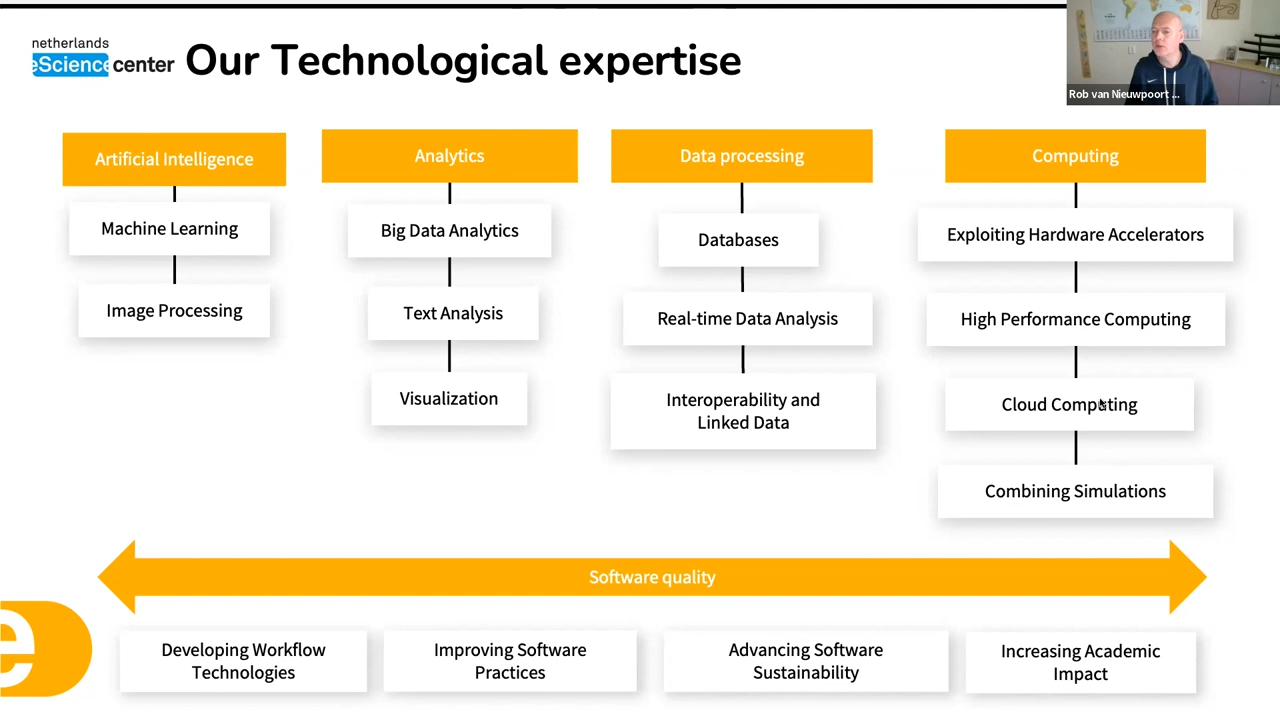 netherlands
eScience center
Our Technological expertise
Rob van Nieuwpoort ...
Artificial Intelligence
Machine Learning
Image Processing
Analytics
Big Data Analytics
Text Analysis
Visualization
Data processing
Databases
Real-time Data Analysis
Interoperability and
Linked Data
Computing
Exploiting Hardware Accelerators
High Performance Computing
Cloud Computing
Combining Simulations
Software quality
e
Developing Workflow
Technologies
Improving Software
Practices
Advancing Software
Sustainability
Increasing Academic
Impact